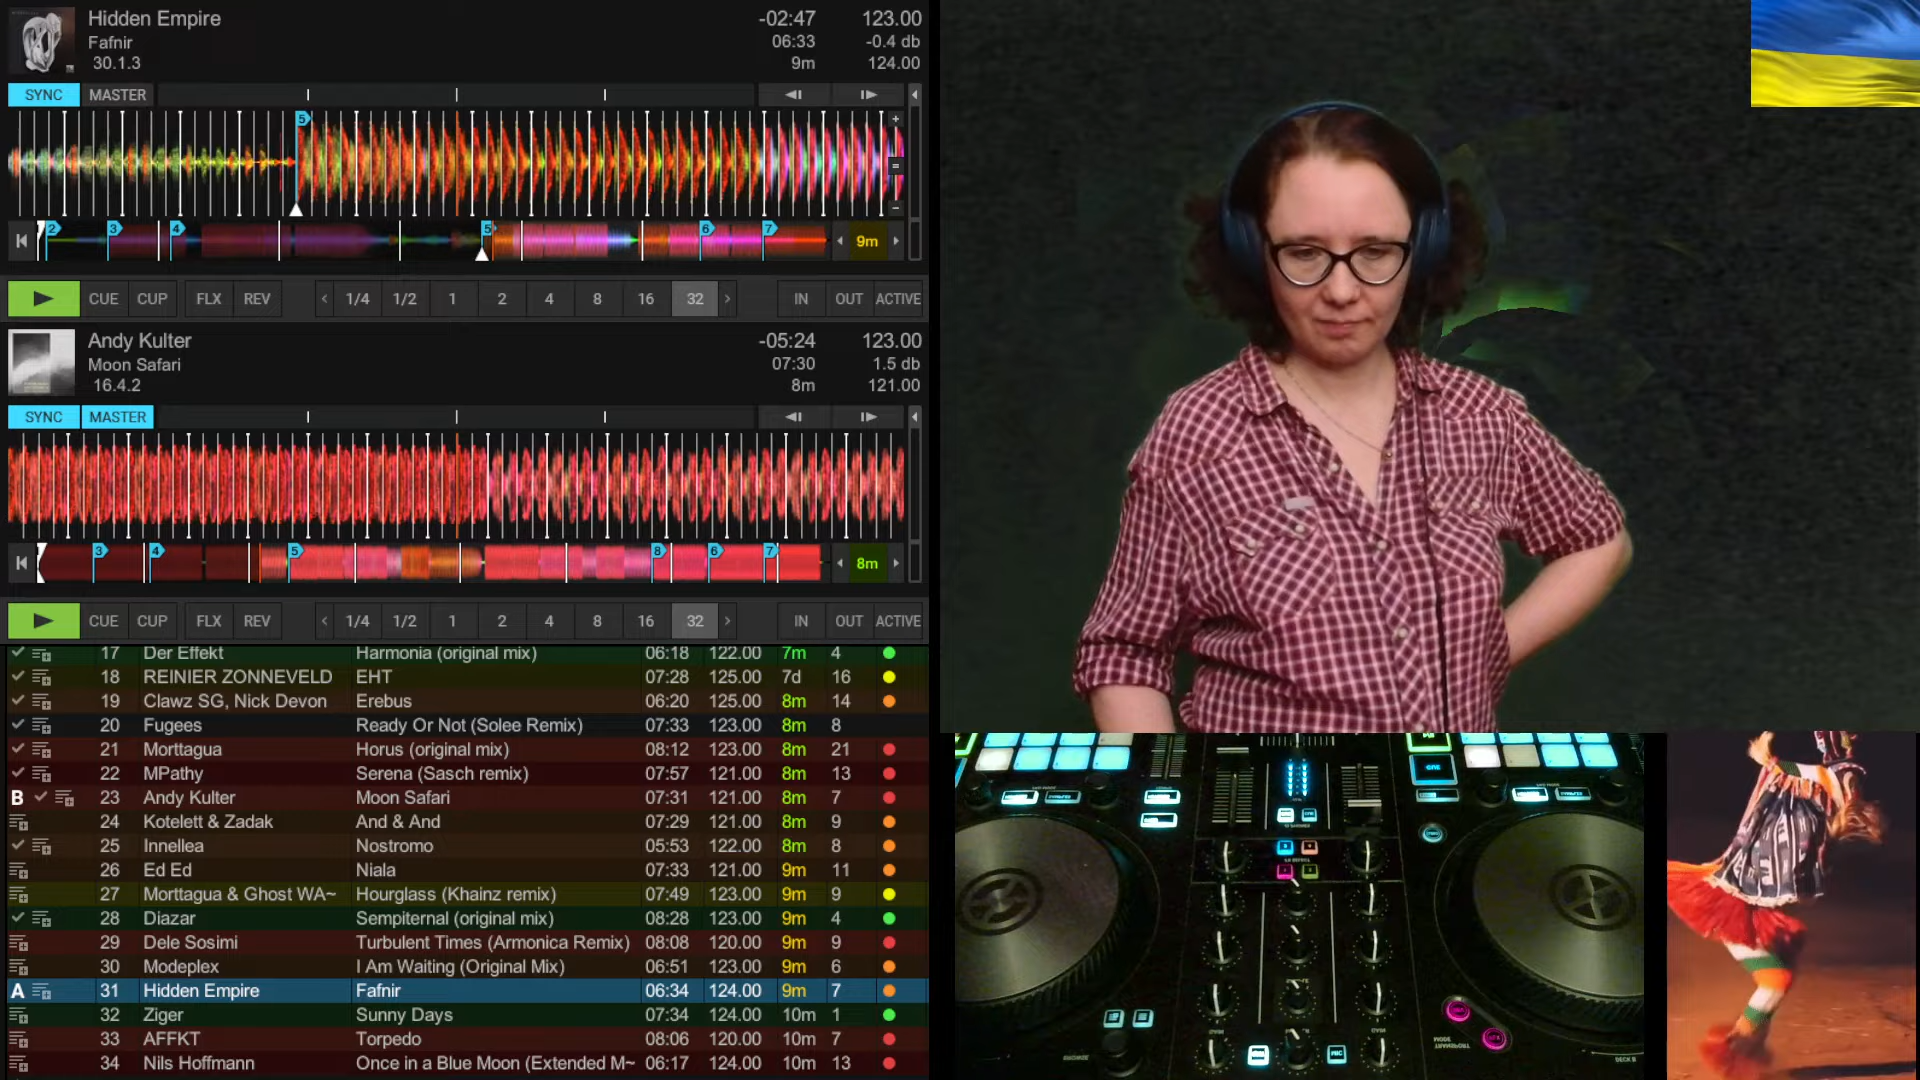 Hidden Empire -02:47 123.00
Fafnir 06:33 -0.4 db
30.1.3 9m 124.00
SYNC MASTER
5
2 3 4 5 6 7 9m
CUE CUP FLX REV 1/4 1/2 1 2 4 8 16 32 IN OUT ACTIVE
Andy Kulter -05:24 123.00
Moon Safari 07:30 1.5 db
16.4.2 8m 121.00
SYNC MASTER
3 4 5 8 6 7 8m
CUE CUP FLX REV 1/4 1/2 1 2 4 8 16 32 IN OUT ACTIVE
17 Der Effekt Harmonia (original mix) 06:18 122.00 7m 4
18 REINIER ZONNEVELD EHT 07:28 125.00 7d 16
19 Clawz SG, Nick Devon Erebus 06:20 125.00 8m 14
20 Fugees Ready Or Not (Solee Remix) 07:33 123.00 8m 8
21 Morttagua Horus (original mix) 08:12 123.00 8m 21
22 MPathy Serena (Sasch remix) 07:57 121.00 8m 13
B 23 Andy Kulter Moon Safari 07:31 121.00 8m 7
24 Kotelett & Zadak And & And 07:29 121.00 8m 9
25 Innellea Nostromo 05:53 122.00 8m 8
26 Ed Ed Niala 07:33 121.00 9m 11
27 Morttagua & Ghost WA~ Hourglass (Khainz remix) 07:49 123.00 9m 9
28 Diazar Sempiternal (original mix) 08:28 123.00 9m 4
29 Dele Sosimi Turbulent Times (Armonica Remix) 08:08 120.00 9m 9
30 Modeplex I Am Waiting (Original Mix) 06:51 123.00 9m 6
A 31 Hidden Empire Fafnir 06:34 124.00 9m 7
32 Ziger Sunny Days 07:34 124.00 10m 1
33 AFFKT Torpedo 08:06 120.00 10m 7
34 Nils Hoffmann Once in a Blue Moon (Extended M~ 06:17 124.00 10m 13